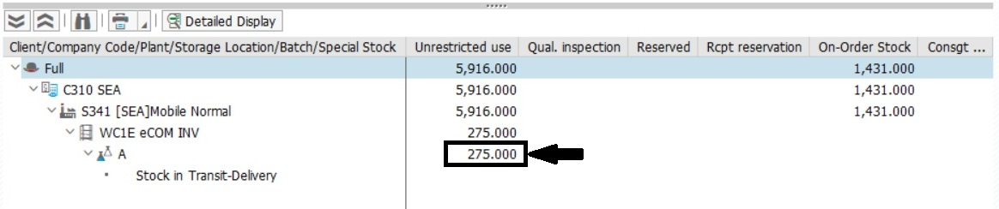 Detailed Display
Client/Company Code/Plant/Storage Location/Batch/Special Stock Unrestricted use Qual. inspection Reserved Rcpt reservation On-Order Stock Consgt ...
Full 5,916.000 1,431.000
C310 SEA 5,916.000 1,431.000
S341 [SEA]Mobile Normal 5,916.000 1,431.000
WC1E eCOM INV 275.000
A 275.000
Stock in Transit-Delivery